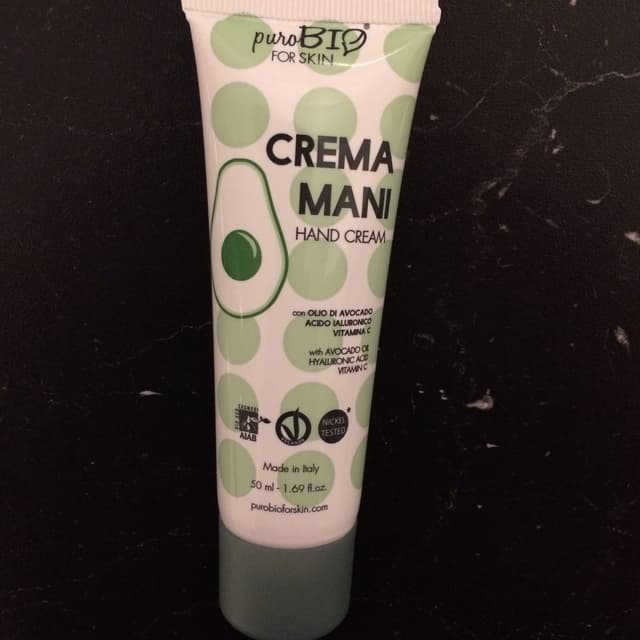 puroBIO®
FOR SKIN
CREMA
MANI
HAND CREAM
con OLIO DI AVOCADO
ACIDO IALURONICO
VITAMINA C
with AVOCADO OIL
HYALURONIC ACID
VITAMIN C
AIAB
NICKEL
TESTED*
Made in Italy
50 ml - 1.69 fl.oz.
purobioforskin.com